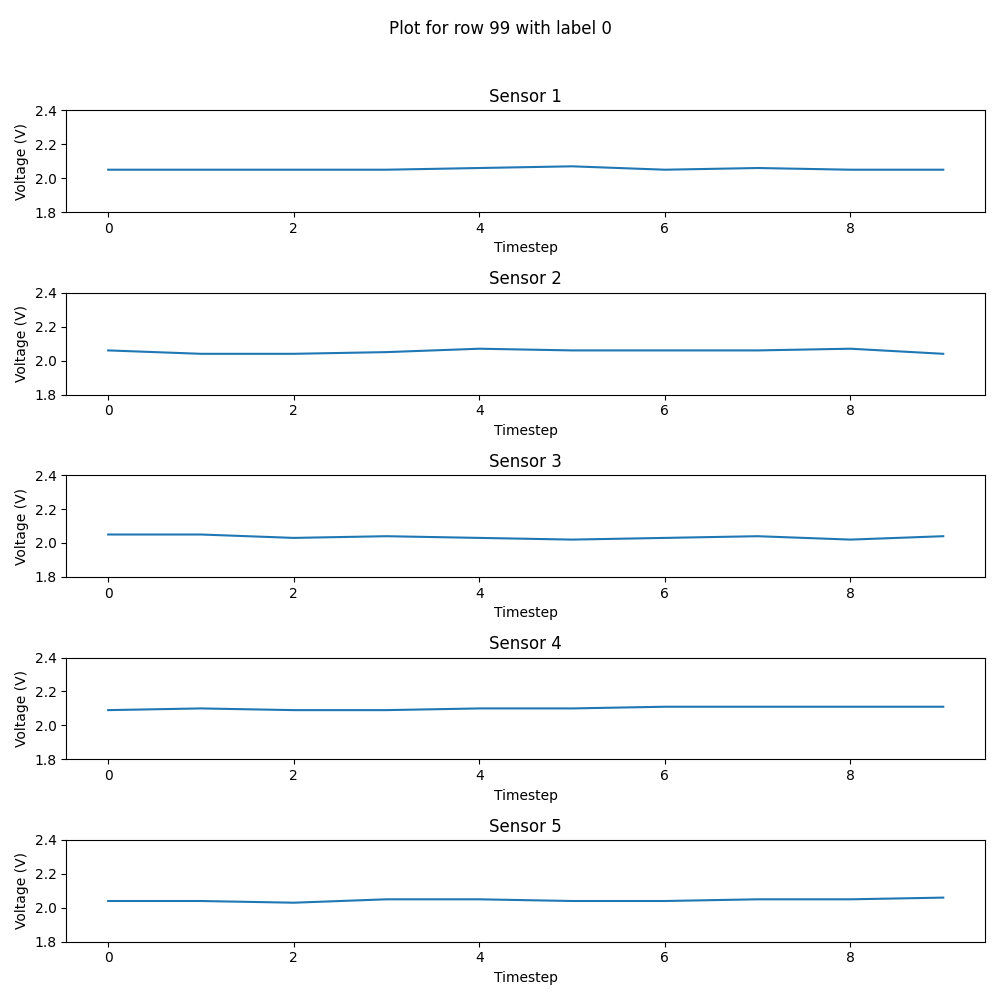 Plot for row 99 with label 0
Sensor 1
2.4
2.2
2.0
1.8
Voltage (V)
0 2 4 6 8
Timestep
Sensor 2
2.4
2.2
2.0
1.8
Voltage (V)
0 2 4 6 8
Timestep
Sensor 3
2.4
2.2
2.0
1.8
Voltage (V)
0 2 4 6 8
Timestep
Sensor 4
2.4
2.2
2.0
1.8
Voltage (V)
0 2 4 6 8
Timestep
Sensor 5
2.4
2.2
2.0
1.8
Voltage (V)
0 2 4 6 8
Timestep